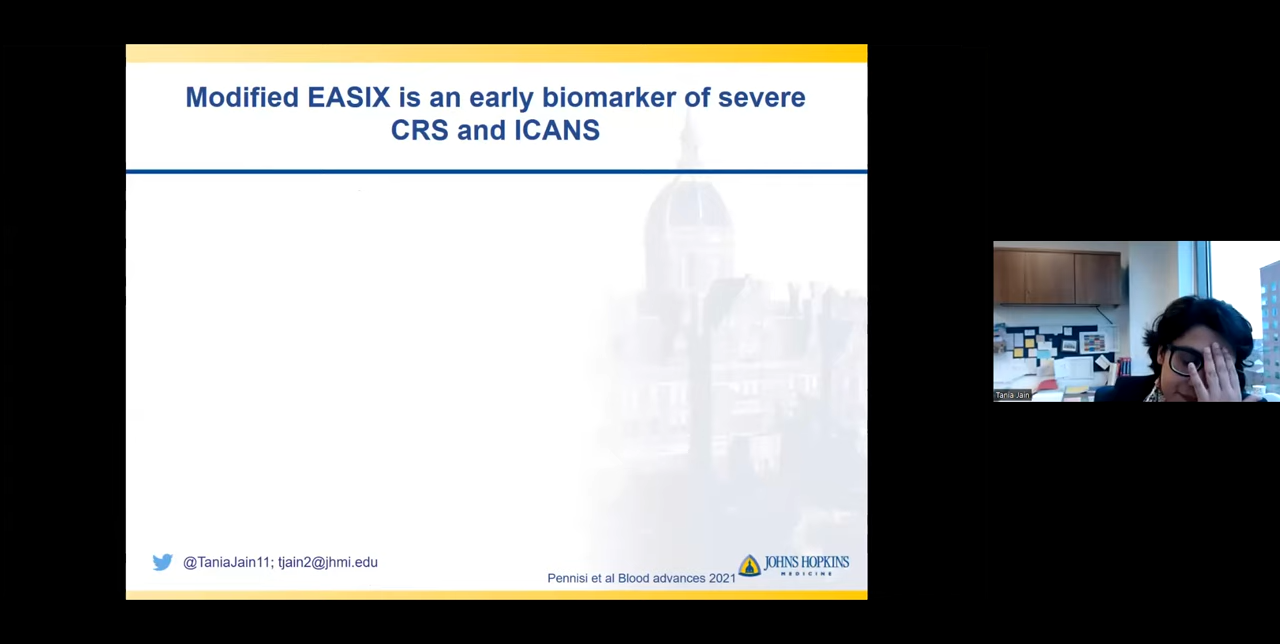 Modified EASIX is an early biomarker of severe
CRS and ICANS
@TaniaJain11; tjain2@jhmi.edu
Pennisi et al Blood advances 2021
JOHNS HOPKINS
MEDICINE
Tania Jain